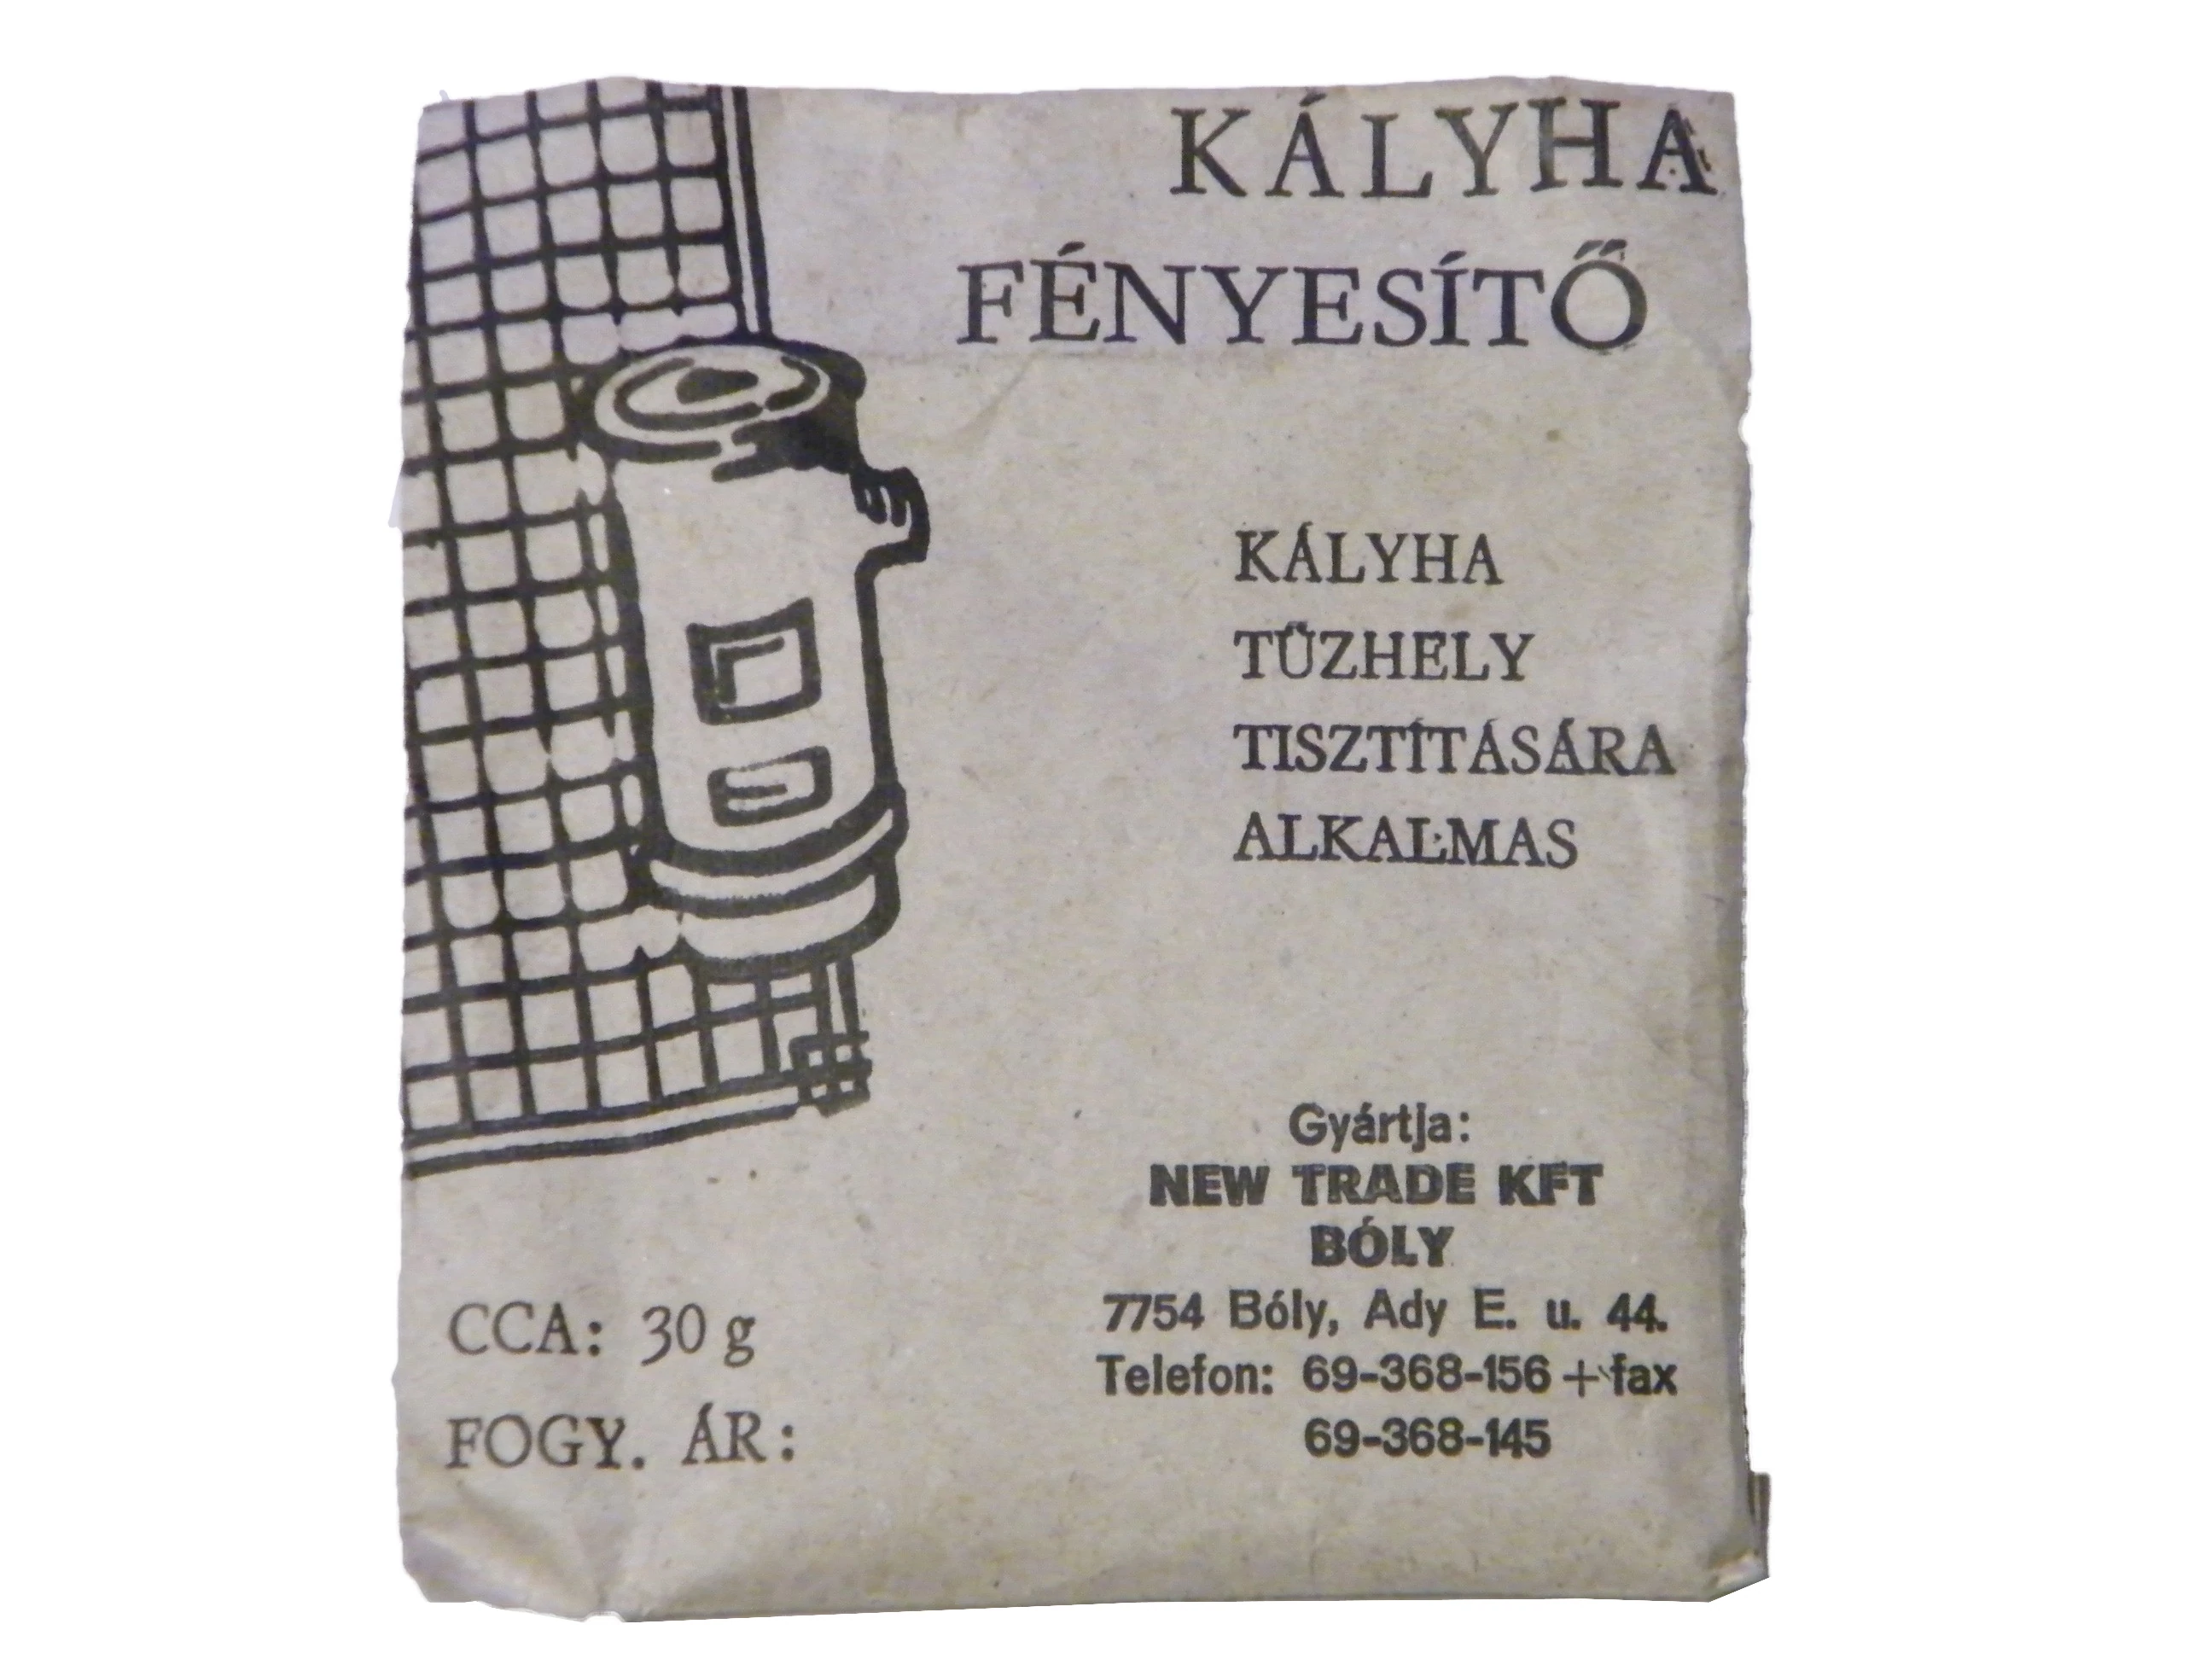 KÁLYHA
FÉNYESÍTŐ
KÁLYHA
TŰZHELY
TISZTÍTÁSÁRA
ALKALMAS
Gyártja:
NEW TRADE KFT
BÓLY
7754 Bóly, Ady E. u. 44.
Telefon: 69-368-156 + fax
69-368-145
CCA: 30 g
FOGY. ÁR: